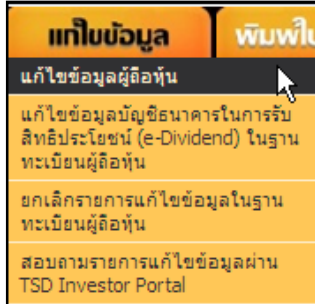 แก้ไขข้อมูล พิมพ์ใบ
แก้ไขข้อมูลผู้ถือหุ้น
แก้ไขข้อมูลบัญชีธนาคารในการรับ
สิทธิประโยชน์ (e-Dividend) ในฐาน
ทะเบียนผู้ถือหุ้น
ยกเลิกรายการแก้ไขข้อมูลในฐาน
ทะเบียนผู้ถือหุ้น
สอบถามรายการแก้ไขข้อมูลผ่าน
TSD Investor Portal